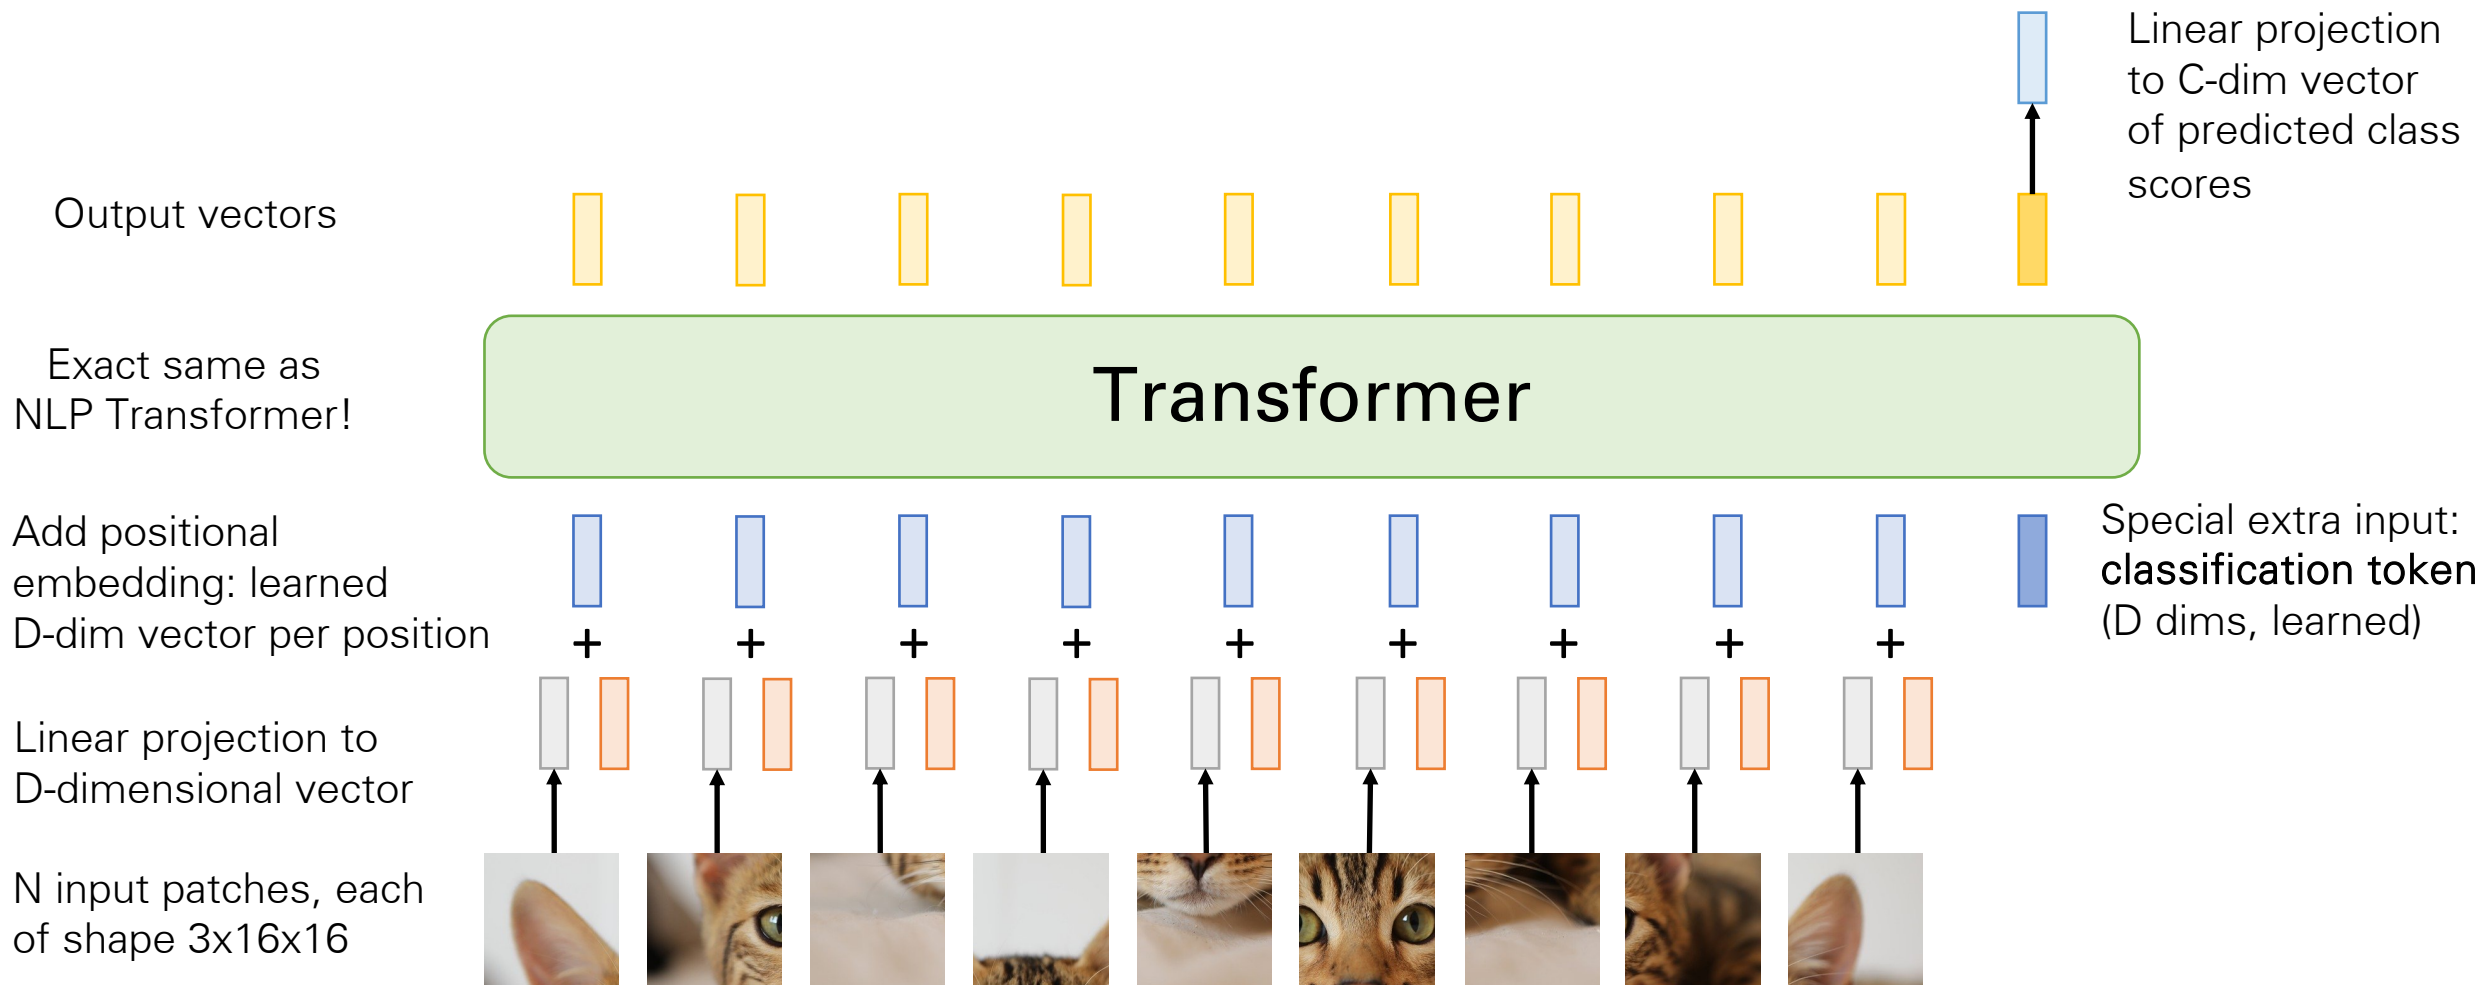 Linear projection
to C-dim vector
of predicted class
scores
Output vectors
Exact same as
NLP Transformer!
Transformer
Add positional
embedding: learned
D-dim vector per position
Special extra input:
classification token
(D dims, learned)
+ + + + + + + + +
Linear projection to
D-dimensional vector
N input patches, each
of shape 3x16x16